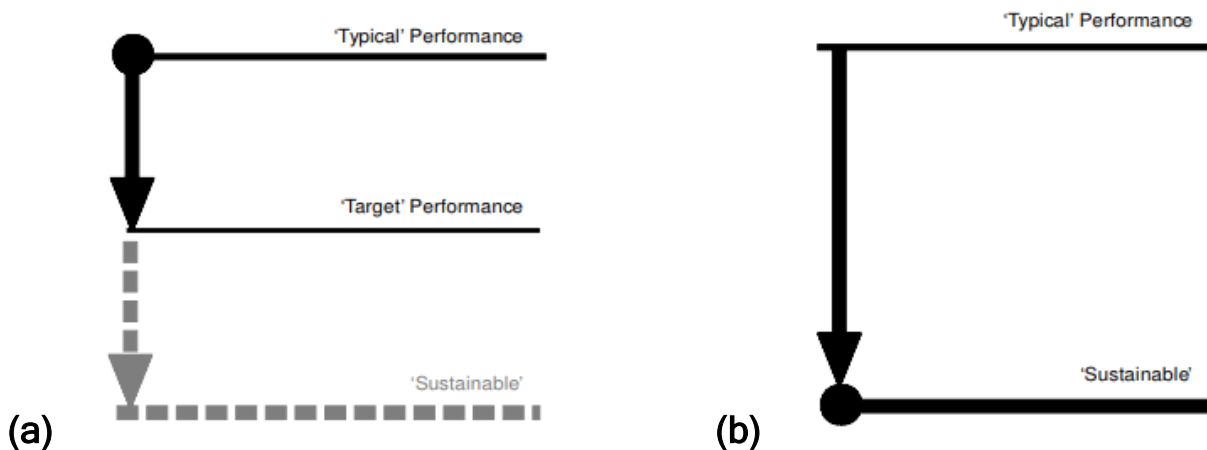 ‘Typical’ Performance
‘Target’ Performance
‘Sustainable’
(a)
‘Typical’ Performance
‘Sustainable’
(b)